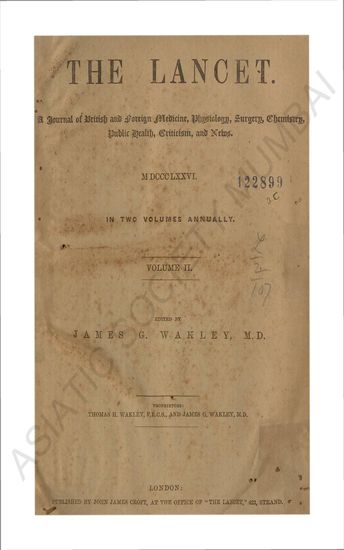 THE LANCET.
A Journal of British and Foreign Medicine, Physiology, Surgery, Chemistry,
Public Health, Criticism, and News.
MDCCCLXXVI.
122899
IN TWO VOLUMES ANNUALLY.
VOLUME II.
EDITED BY
JAMES G. WAKLEY, M.D.
PROPRIETORS:
THOMAS H. WAKLEY, F.R.C.S., AND JAMES G. WAKLEY, M.D.
LONDON:
PUBLISHED BY JOHN JAMES CROFT, AT THE OFFICE OF "THE LANCET," 423, STRAND.
ASIATIC SOCIETY MUMBAI